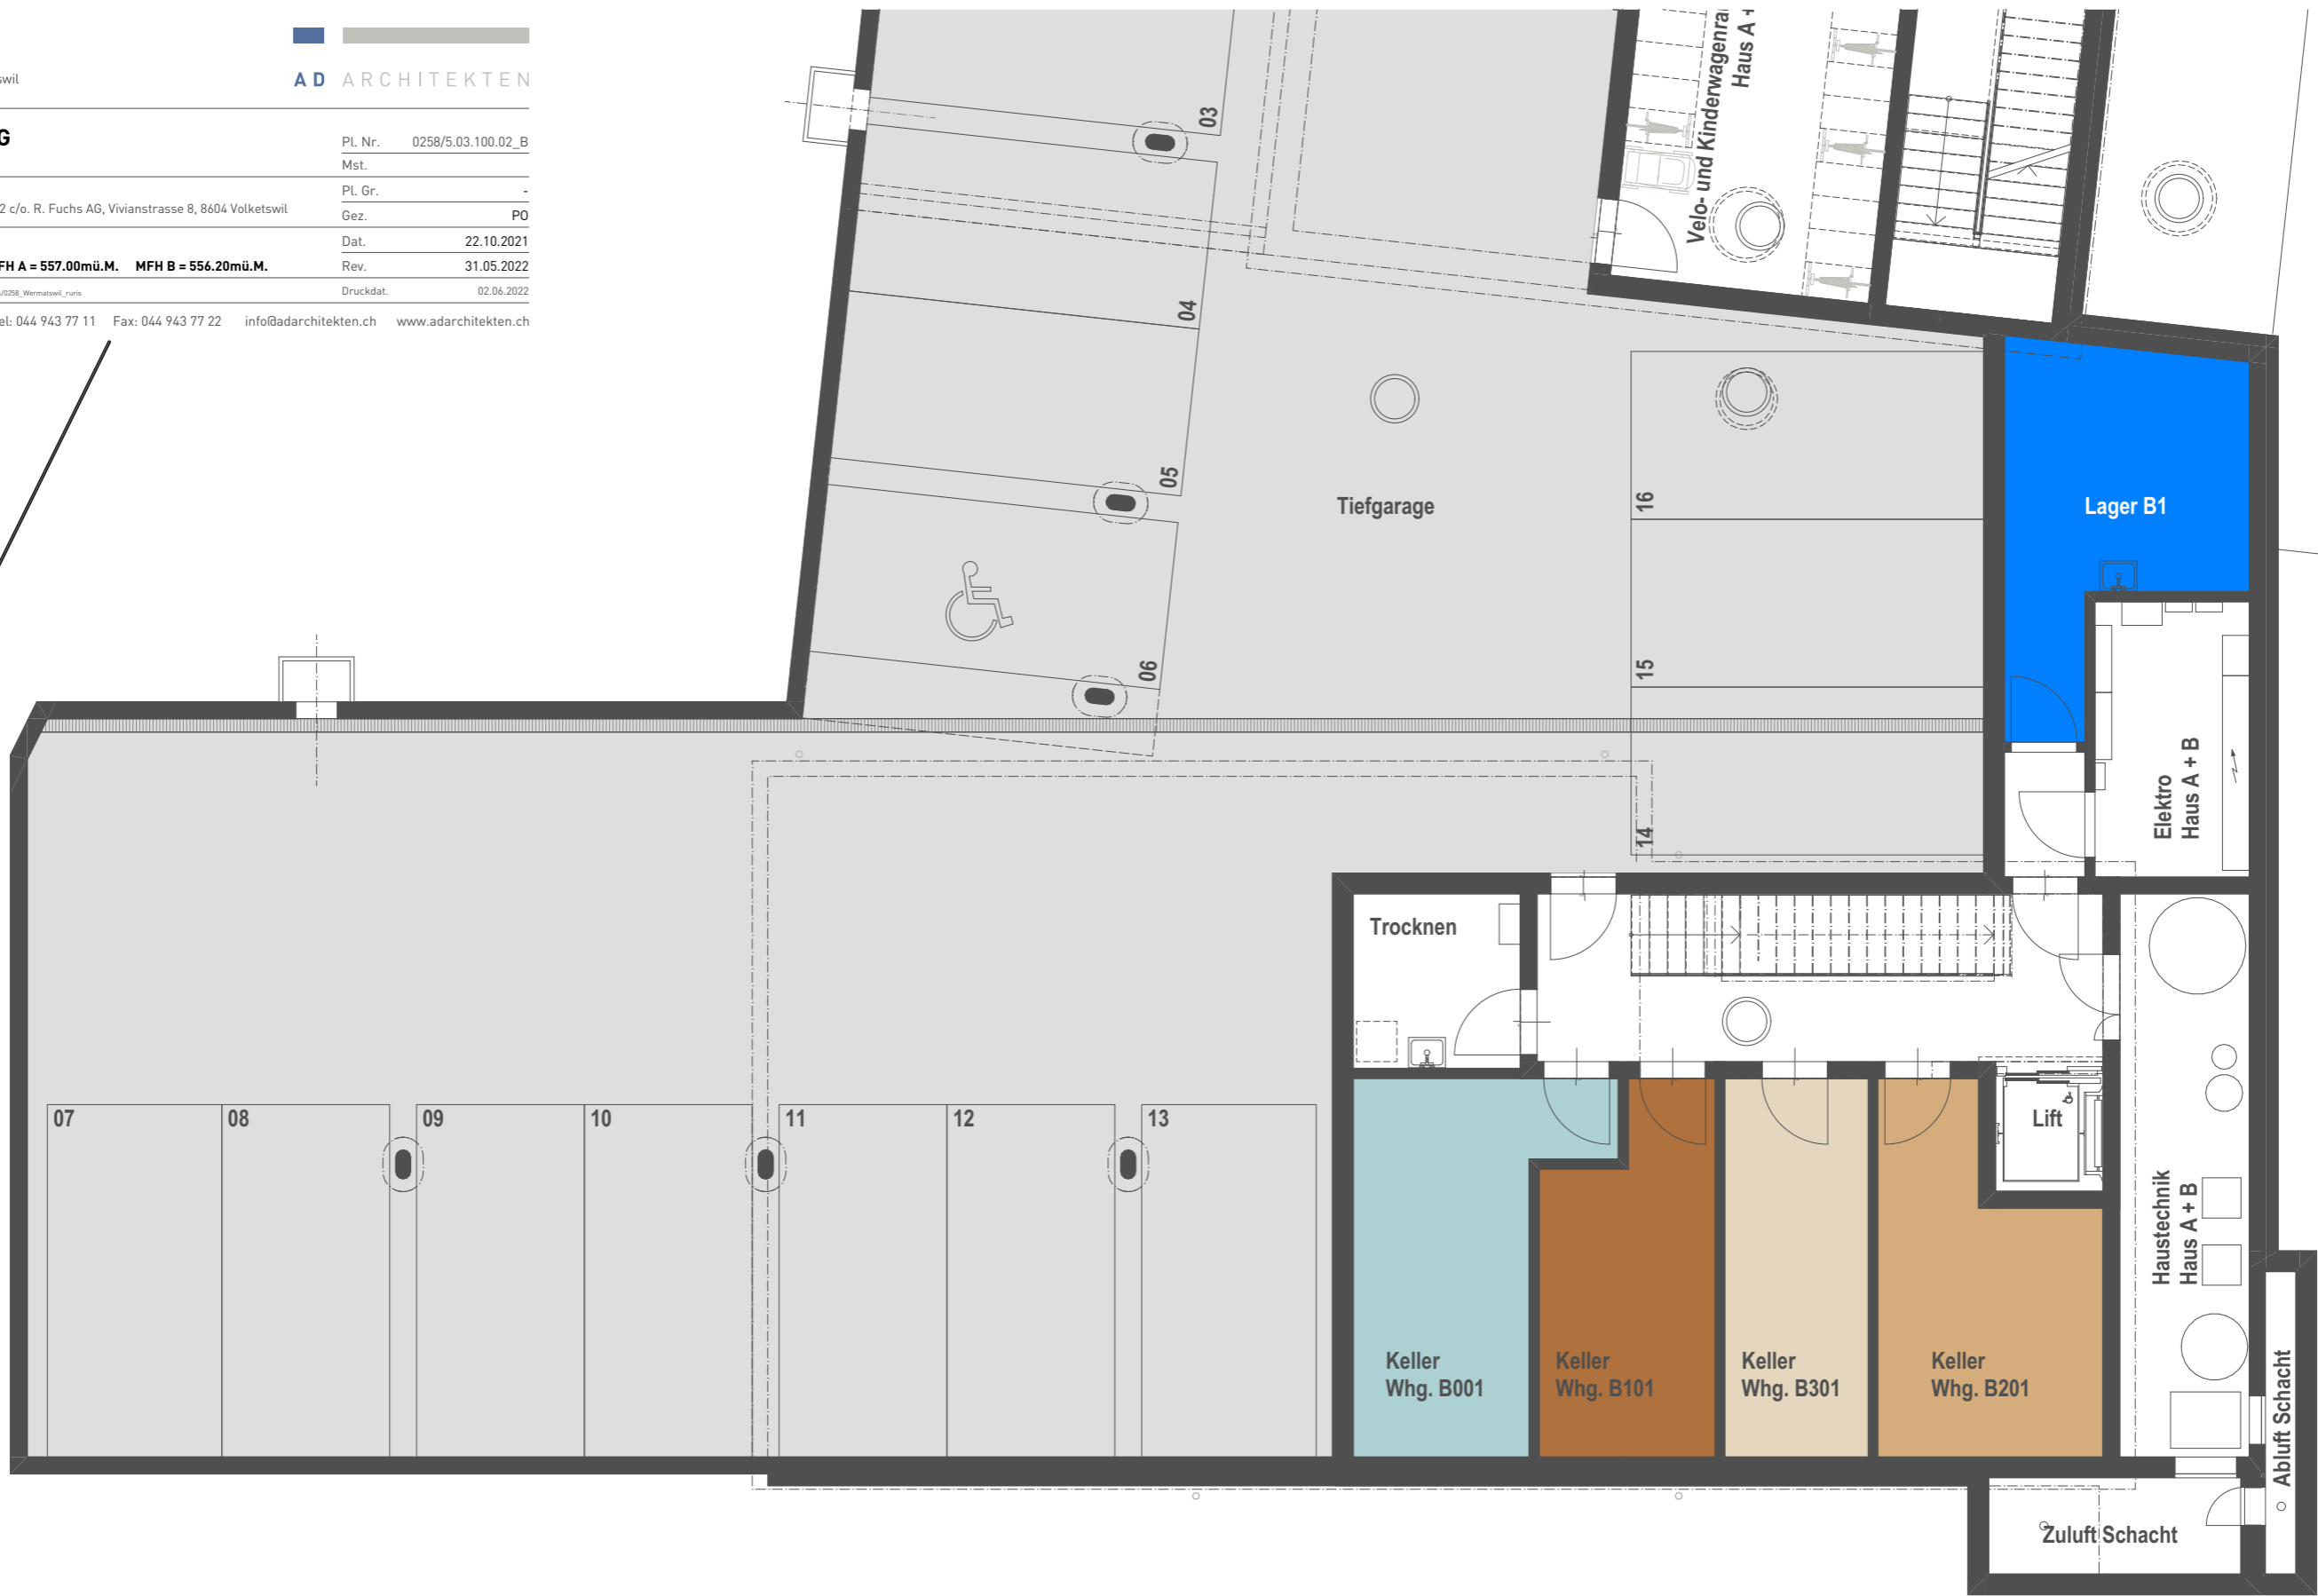 AD ARCHITEKTEN
Pl. Nr. 0258/5.03.100.02_B
Mst.
Pl. Gr. -
2 c/o. R. Fuchs AG, Vivianstrasse 8, 8604 Volketswil
Gez. PO
Dat. 22.10.2021
A = 557.00mü.M. MFH B = 556.20mü.M.
Rev. 31.05.2022
/0258_Wermatswil_ruris
Druckdat. 02.06.2022
044 943 77 11 Fax: 044 943 77 22 info@adarchitekten.ch www.adarchitekten.ch
03
04
05
06
Velo- und
Haus A +
Tiefgarage
16
15
14
Lager B1
Elektro
Haus A + B
Trocknen
Lift
07
08
09
10
11
12
13
Haustechnik
Haus A + B
Keller
Whg. B001
Keller
Whg. B101
Keller
Whg. B301
Keller
Whg. B201
Abluft Schacht
Zuluft Schacht